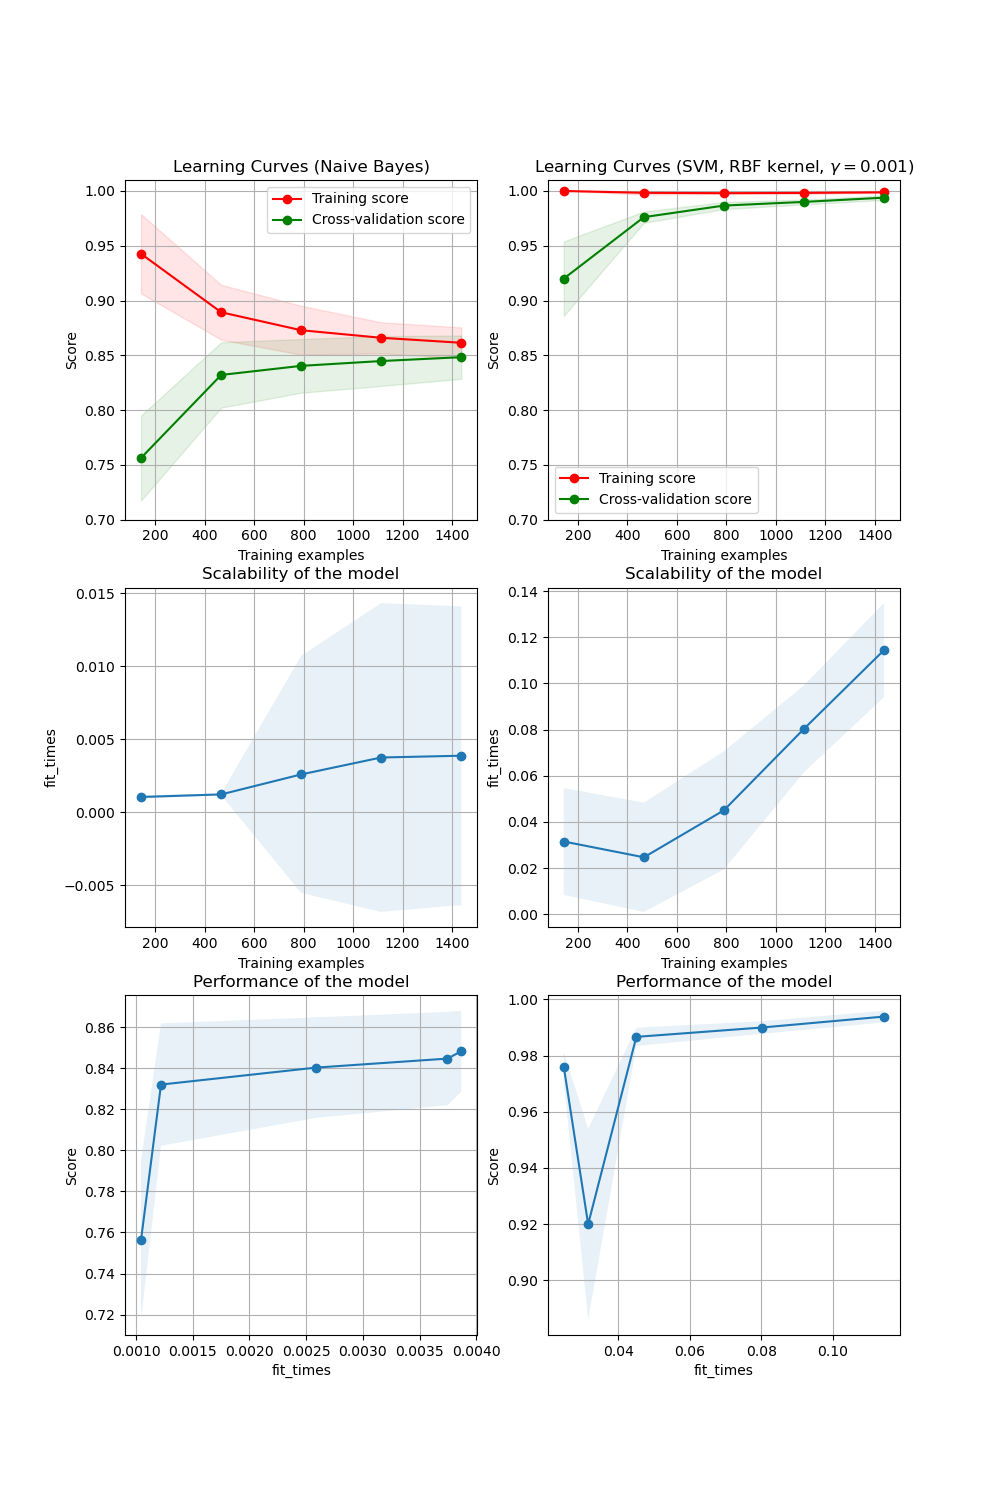 Learning Curves (Naive Bayes)
1.00
0.95
0.90
0.85
0.80
0.75
0.70
Score
Training score
Cross-validation score
200 400 600 800 1000 1200 1400
Training examples
Learning Curves (SVM, RBF kernel, γ = 0.001)
1.00
0.95
0.90
0.85
0.80
0.75
0.70
Score
Training score
Cross-validation score
200 400 600 800 1000 1200 1400
Training examples
Scalability of the model
0.015
0.010
0.005
0.000
−0.005
fit_times
200 400 600 800 1000 1200 1400
Training examples
Scalability of the model
0.14
0.12
0.10
0.08
0.06
0.04
0.02
0.00
fit_times
200 400 600 800 1000 1200 1400
Training examples
Performance of the model
0.86
0.84
0.82
0.80
0.78
0.76
0.74
0.72
Score
0.0010 0.0015 0.0020 0.0025 0.0030 0.0035 0.0040
fit_times
Performance of the model
1.00
0.98
0.96
0.94
0.92
0.90
Score
0.04 0.06 0.08 0.10
fit_times